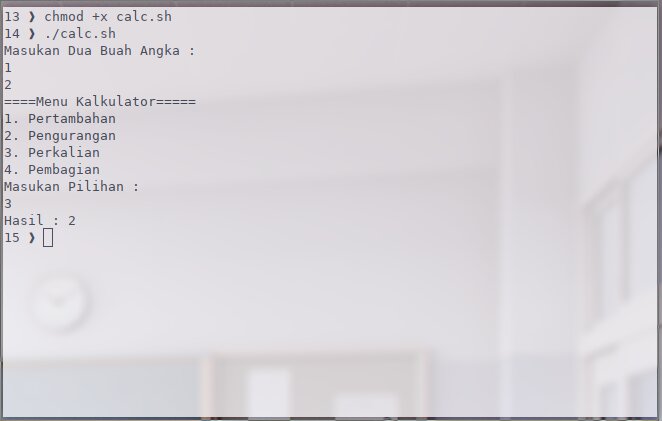 13 ❯ chmod +x calc.sh
14 ❯ ./calc.sh
Masukan Dua Buah Angka :
1
2
====Menu Kalkulator=====
1. Pertambahan
2. Pengurangan
3. Perkalian
4. Pembagian
Masukan Pilihan :
3
Hasil : 2
15 ❯